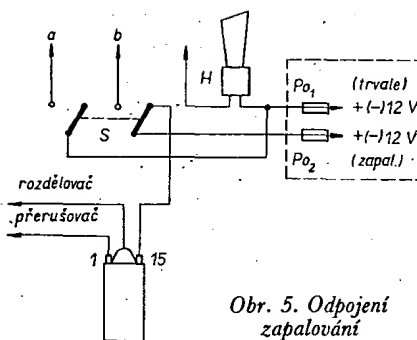 a
b
H
Po1 (trvale)
+(-)12 V
S
+(-)12 V
Po2 (zapal.)
rozdělovač
přerušovač
1 15
Obr. 5. Odpojení
zapalování